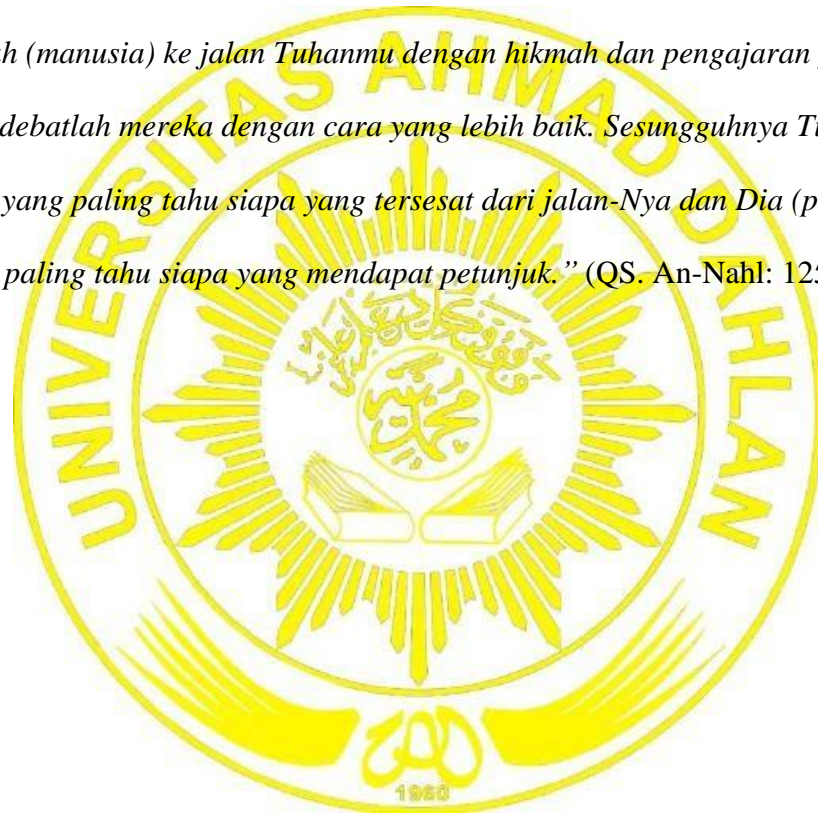 h (manusia) ke jalan Tuhanmu dengan hikmah dan pengajaran
debatlah mereka dengan cara yang lebih baik. Sesungguhnya
yang paling tahu siapa yang tersesat dari jalan-Nya dan Dia (p
paling tahu siapa yang mendapat petunjuk.” (QS. An-Nahl: 125
UNIVERSITAS AHMAD DAHLAN
محمد
1960